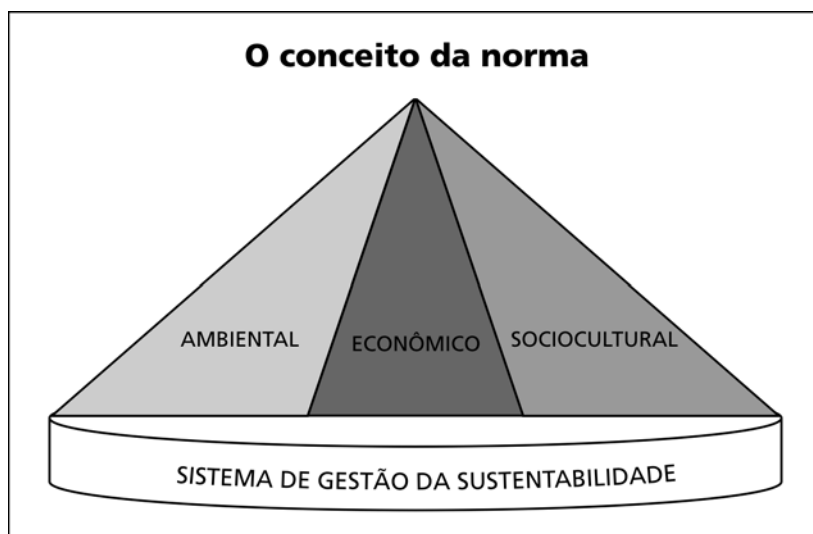 O conceito da norma
AMBIENTAL
ECONÔMICO
SOCIOCULTURAL
SISTEMA DE GESTÃO DA SUSTENTABILIDADE